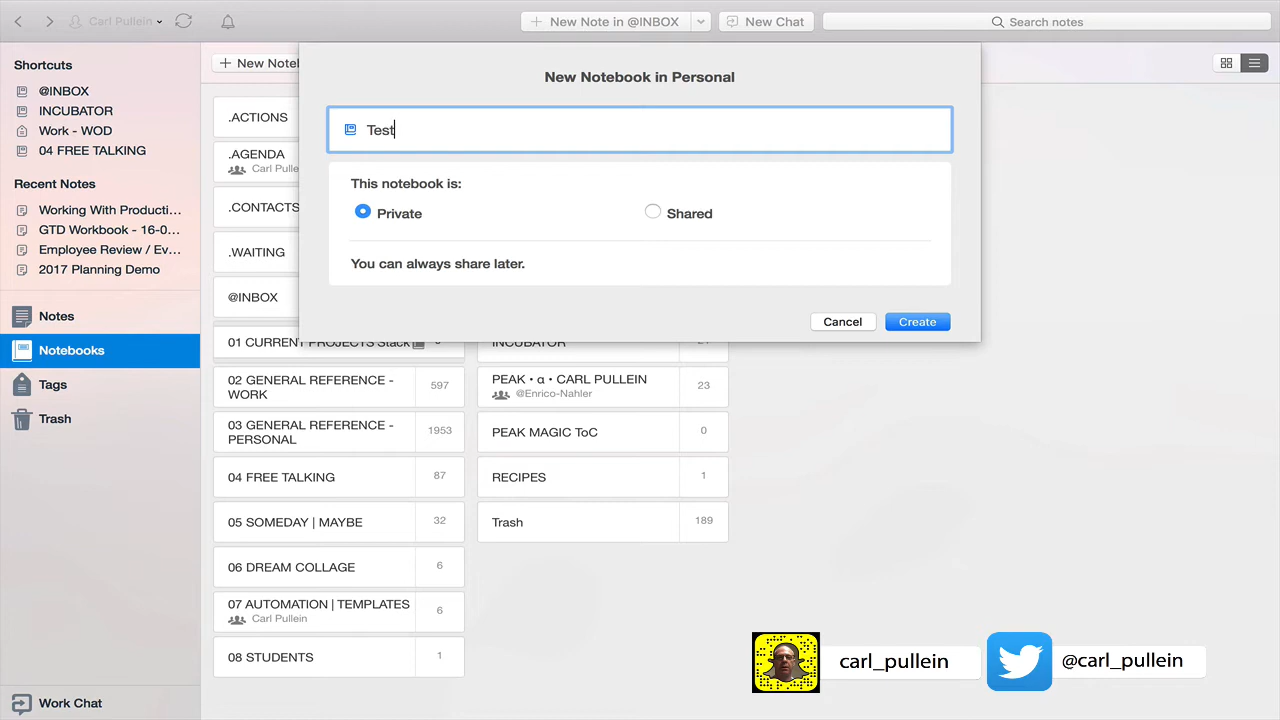 Carl Pullein
New Note in @INBOX
New Chat
Search notes
Shortcuts
@INBOX
INCUBATOR
Work - WOD
04 FREE TALKING
Recent Notes
Working With Producti...
GTD Workbook - 16-0...
Employee Review / Ev...
2017 Planning Demo
Notes
Notebooks
Tags
Trash
Work Chat
New Notebook in Personal
Test
This notebook is:
Private
Shared
You can always share later.
Cancel
Create
.ACTIONS
.AGENDA
.CONTACTS
.WAITING
@INBOX
01 CURRENT PROJECTS Stack
02 GENERAL REFERENCE -
WORK
597
03 GENERAL REFERENCE -
PERSONAL
1953
04 FREE TALKING
87
05 SOMEDAY | MAYBE
32
06 DREAM COLLAGE
6
07 AUTOMATION | TEMPLATES
Carl Pullein
6
08 STUDENTS
1
INCUBATOR
PEAK • α • CARL PULLEIN
@Enrico-Nahler
23
PEAK MAGIC ToC
0
RECIPES
1
Trash
189
carl_pullein
@carl_pullein